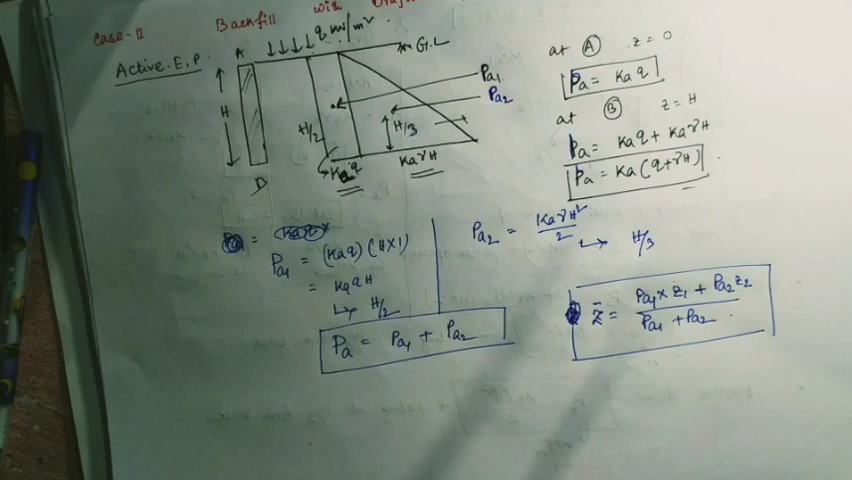 Case-II Backfill with
q kN/m²
Active.E.P.
A
G.L
H
H/2
H/3
Pa1
Pa2
Kaq
KaγH
at (A) z = 0
Pa = Kaq
at (B) z = H
Pa = Kaq + KaγH
Pa = Ka(q+γH)
Pa1 = (Kaq)(H×1)
= KaqH
↳ H/2
Pa2 = KaγH²/2
↳ H/3
Pa = Pa1 + Pa2
z̄ = Pa1 × z1 + Pa2 z2 / Pa1 + Pa2